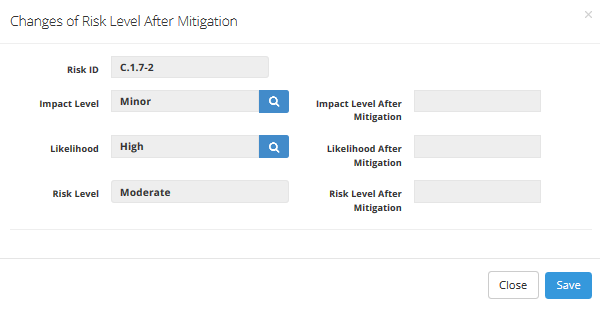 Changes of Risk Level After Mitigation
×
Risk ID C.1.7-2
Impact Level Minor Impact Level After
Mitigation
Likelihood High Likelihood After
Mitigation
Risk Level Moderate Risk Level After
Mitigation
Close Save